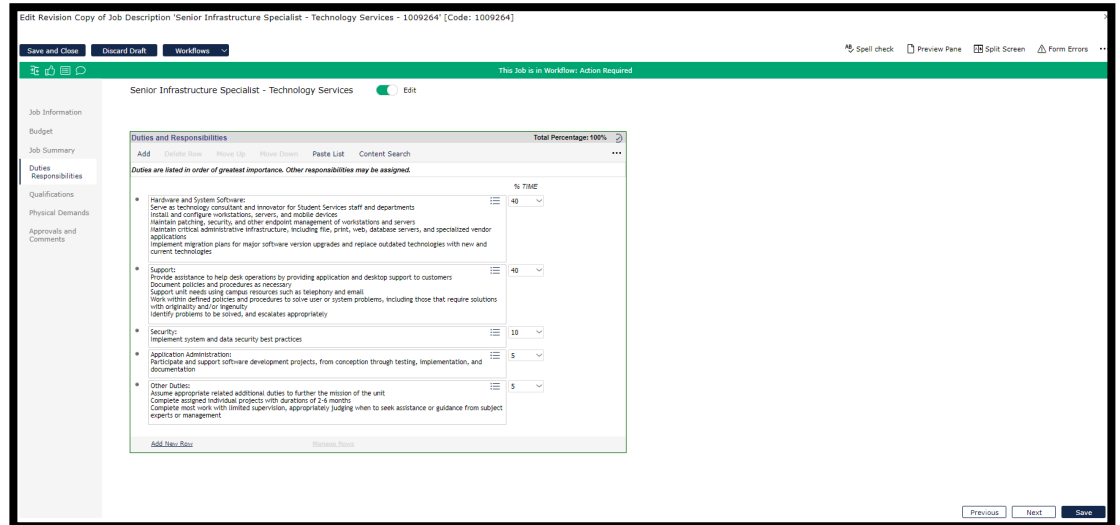 Edit Revision Copy of Job Description 'Senior Infrastructure Specialist - Technology Services - 1009264' [Code: 1009264]
Save and Close Discard Draft Workflows Spell check Preview Pane Split Screen Form Errors
This Job is in Workflow: Action Required
Senior Infrastructure Specialist - Technology Services Edit
Job Information
Budget
Job Summary
Duties
Responsibilities
Qualifications
Physical Demands
Approvals and
Comments
Duties and Responsibilities Total Percentage: 100%
Add Delete Row Move Up Move Down Paste List Content Search
Duties are listed in order of greatest importance. Other responsibilities may be assigned.
% TIME
Hardware and System Software: 40
Serve as technology consultant and innovator for Student Services staff and departments
Install and configure workstations, servers, and mobile devices
Maintain patching, security, and other endpoint management of workstations and servers
Maintain critical administrative infrastructure, including file, print, web, database servers, and specialized vendor
applications
Implement migration plans for major software version upgrades and replace outdated technologies with new and
current technologies
Support: 40
Provide assistance to help desk operations by providing application and desktop support to customers
Document policies and procedures as necessary
Support unit needs using campus resources such as telephony and email
Work within defined policies and procedures to solve user or system problems, including those that require solutions
with originality and/or ingenuity
Identify problems to be solved, and escalates appropriately
Security: 10
Implement system and data security best practices
Application Administration: 5
Participate and support software development projects, from conception through testing, implementation, and
documentation
Other Duties: 5
Assume appropriate related additional duties to further the mission of the unit
Complete assigned individual projects with durations of 2-6 months
Complete most work with limited supervision, appropriately judging when to seek assistance or guidance from subject
experts or management
Add New Row Manage Rows
Previous Next Save